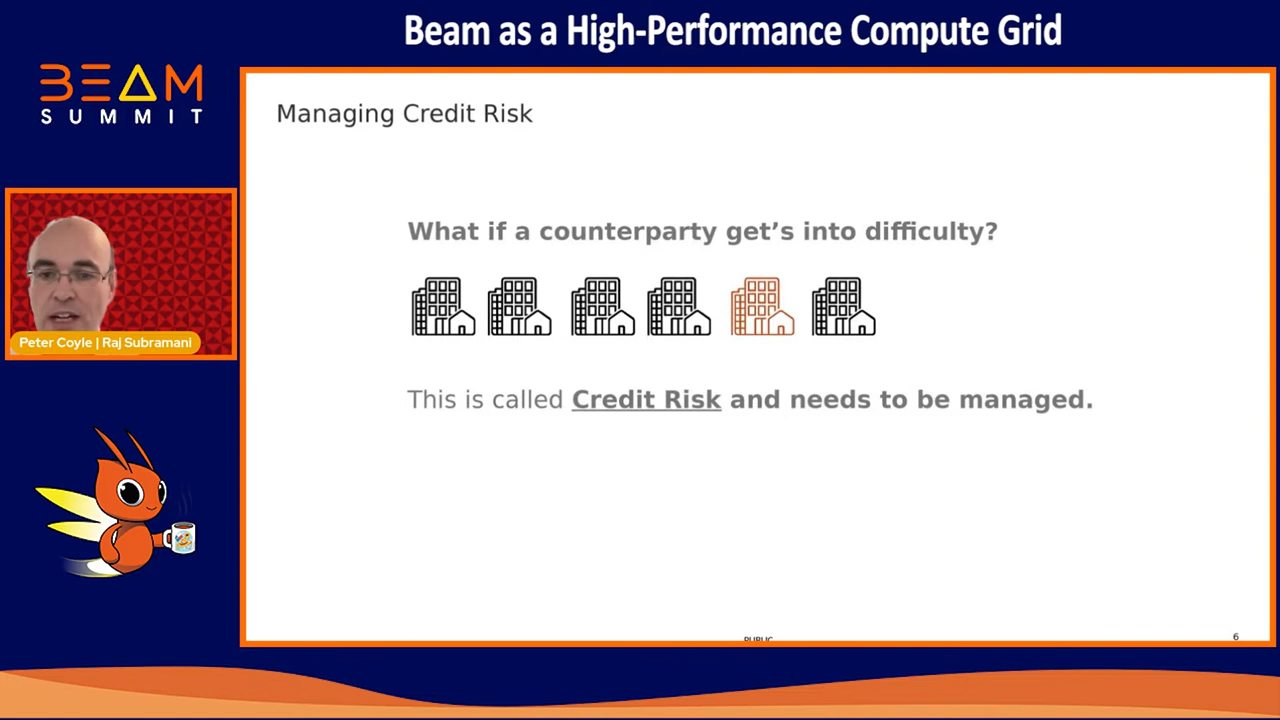 Beam as a High-Performance Compute Grid
BEAM
SUMMIT
Managing Credit Risk
What if a counterparty get’s into difficulty?
This is called Credit Risk and needs to be managed.
Peter Coyle | Raj Subramani
PUBLIC
6